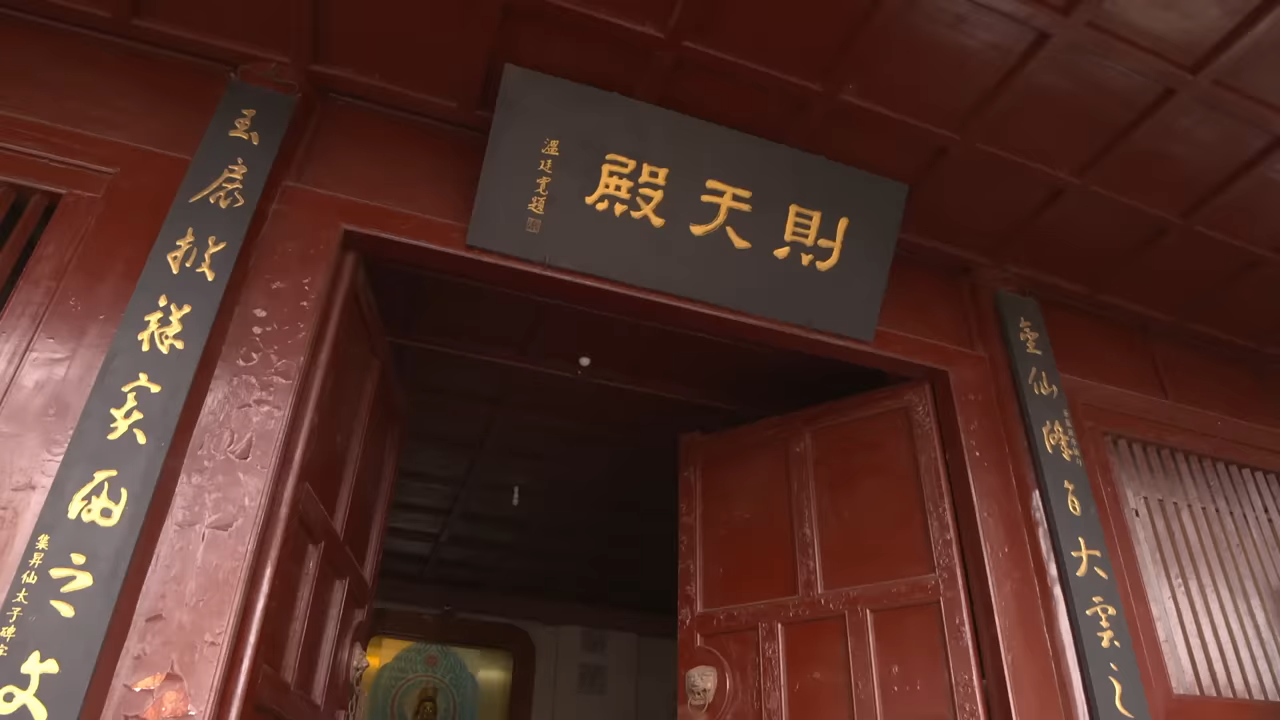 則天殿
溫廷寬題
金仙降旨大雲之
玉扆披祥寶雨之文
集昇仙太子碑字